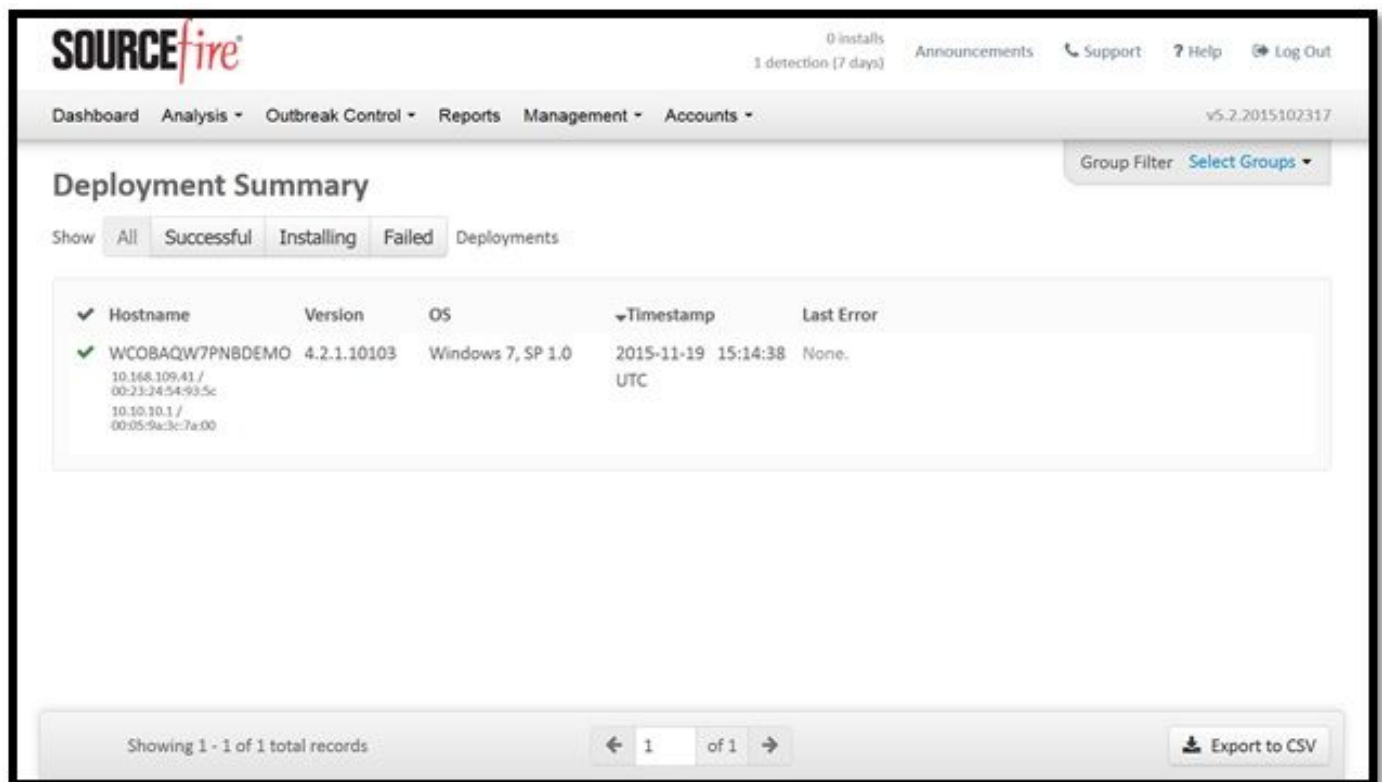 SOURCEfire®
0 installs
1 detection (7 days)
Announcements
Support
? Help
Log Out
Dashboard Analysis Outbreak Control Reports Management Accounts
v5.2.2015102317
Group Filter Select Groups
Deployment Summary
Show All Successful Installing Failed Deployments
Hostname Version OS Timestamp Last Error
WCOBAQW7PNBDEMO 4.2.1.10103 Windows 7, SP 1.0 2015-11-19 15:14:38 None.
UTC
10.168.109.41 /
00:23:24:54:93:5c
10.10.10.1 /
00:05:9a:3c:7a:00
Showing 1 - 1 of 1 total records
1 of 1
Export to CSV